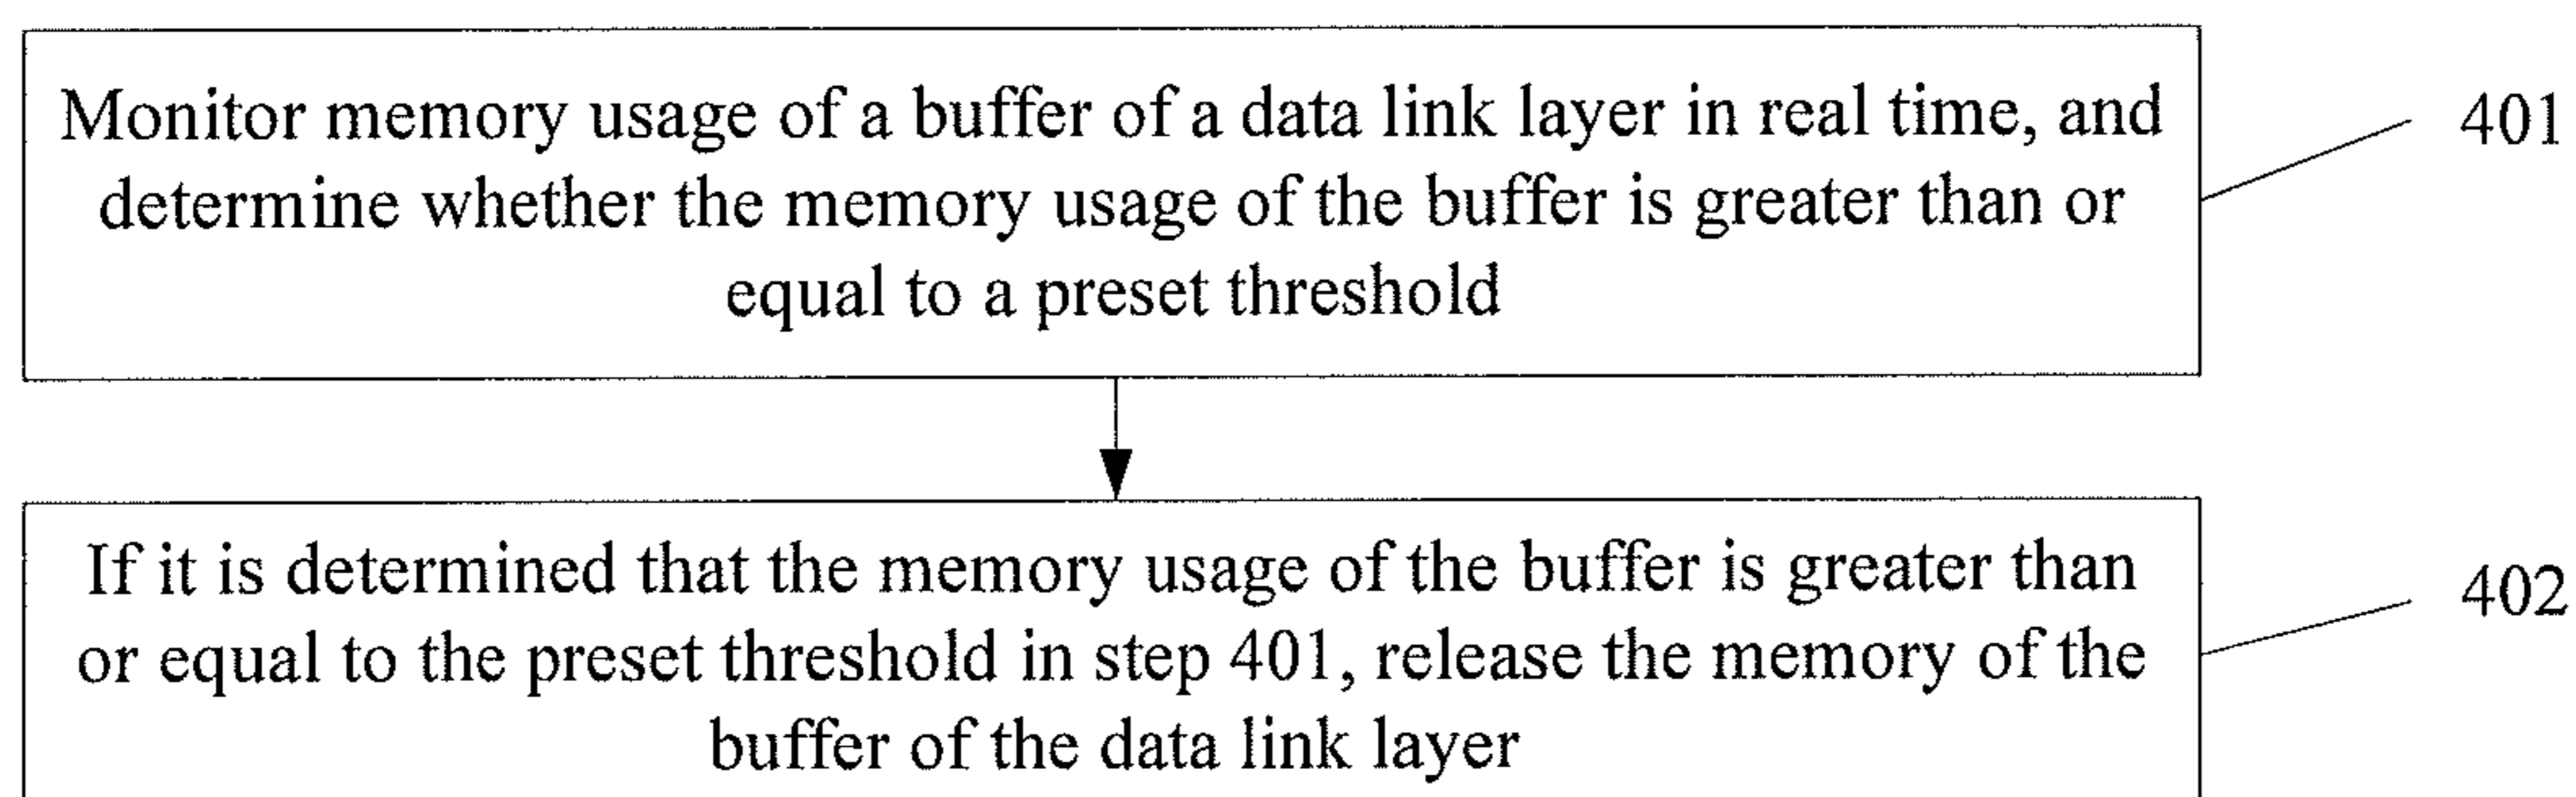 Monitor memory usage of a buffer of a data link layer in real time, and
determine whether the memory usage of the buffer is greater than or
equal to a preset threshold
401
If it is determined that the memory usage of the buffer is greater than
or equal to the preset threshold in step 401, release the memory of the
buffer of the data link layer
402